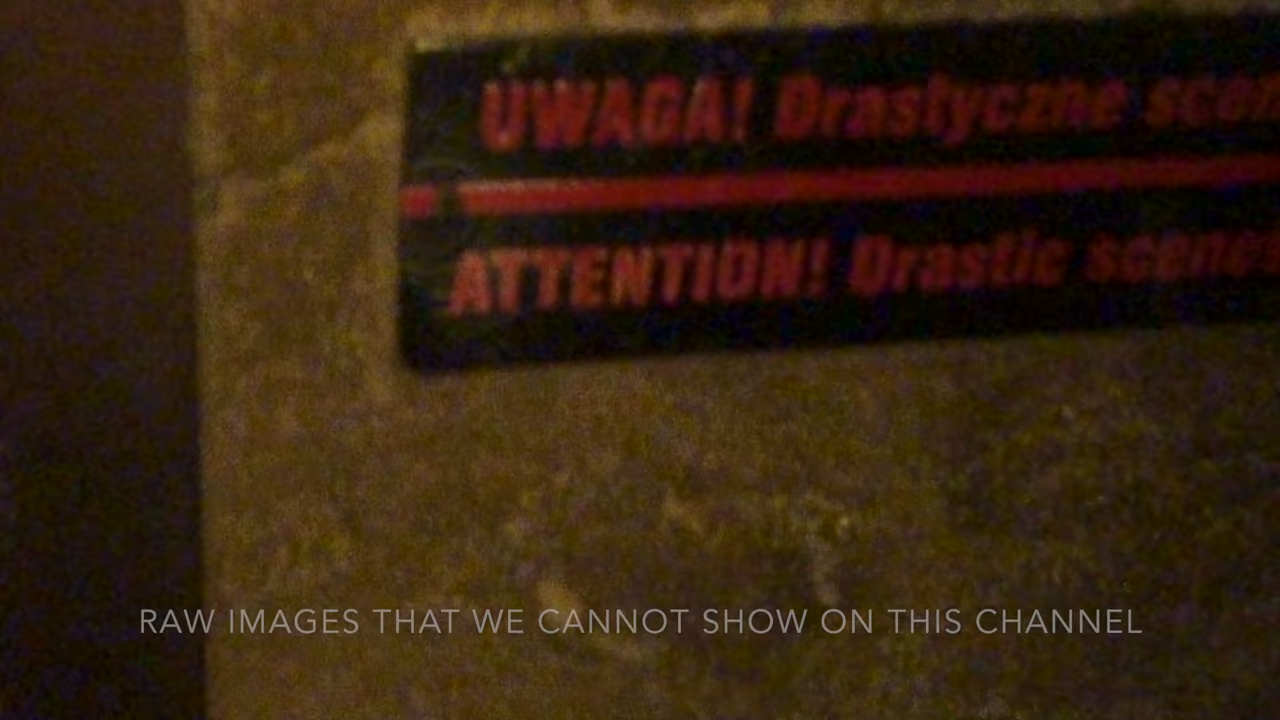 UWAGA! Drastyczne
ATTENTION! Drastic
RAW IMAGES THAT WE CANNOT SHOW ON THIS CHANNEL